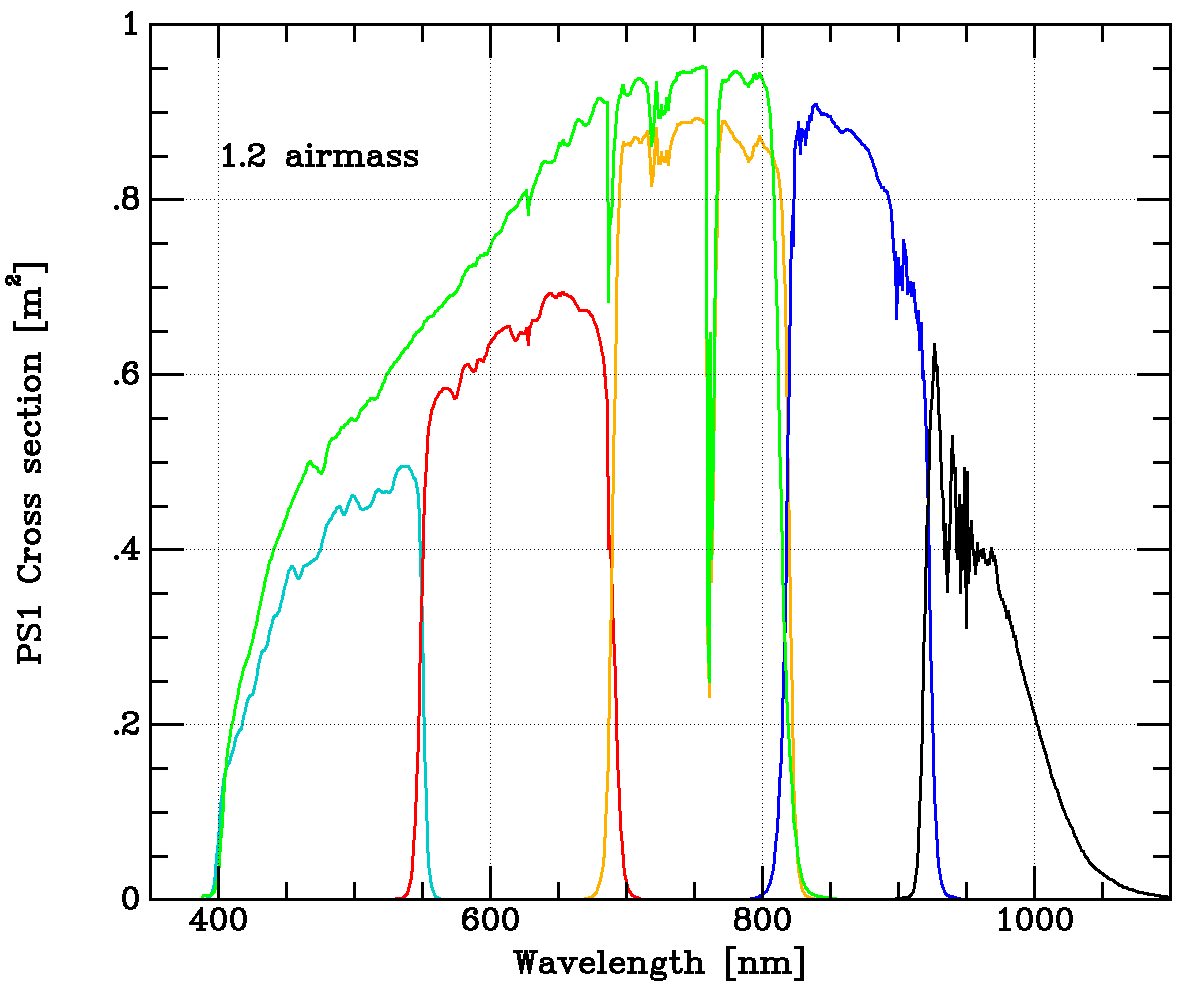 1
1.2 airmass
.8
.6
.4
.2
0
PS1 Cross section [m²]
400 600 800 1000
Wavelength [nm]